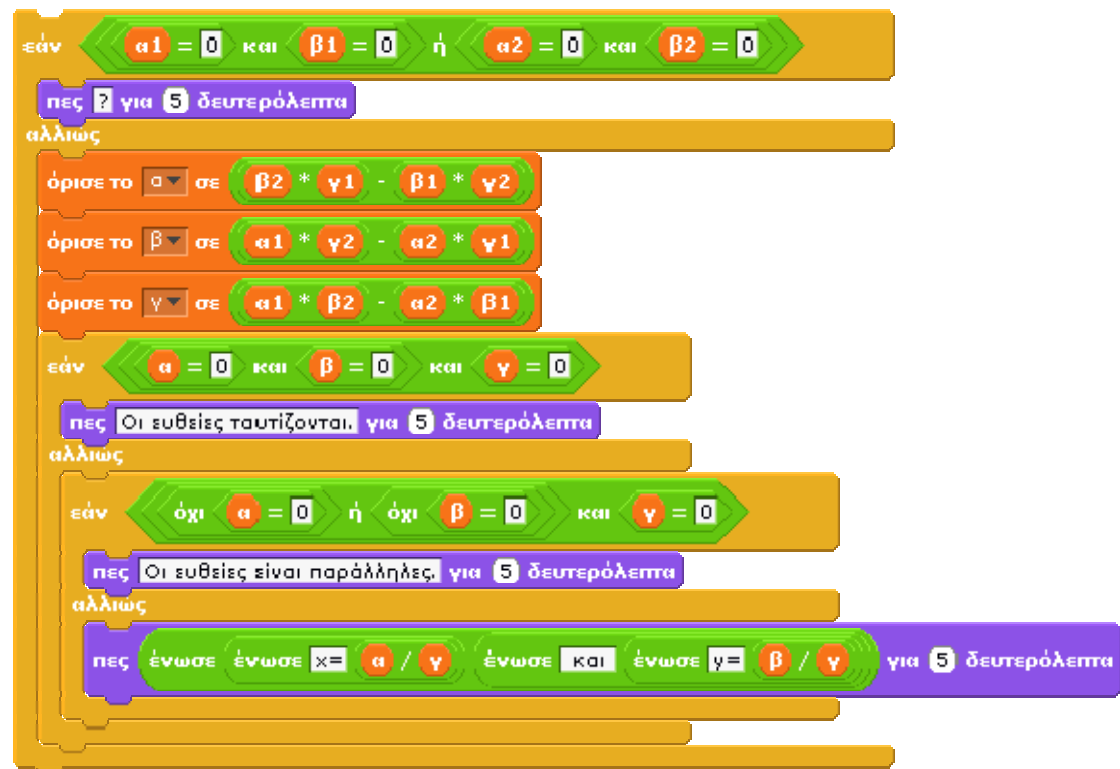 εάν α1 = 0 και β1 = 0 ή α2 = 0 και β2 = 0
πες ? για 5 δευτερόλεπτα
αλλιώς
όρισε το α σε β2 * γ1 - β1 * γ2
όρισε το β σε α1 * γ2 - α2 * γ1
όρισε το γ σε α1 * β2 - α2 * β1
εάν α = 0 και β = 0 και γ = 0
πες Οι ευθείες ταυτίζονται. για 5 δευτερόλεπτα
αλλιώς
εάν όχι α = 0 ή όχι β = 0 και γ = 0
πες Οι ευθείες είναι παράλληλες. για 5 δευτερόλεπτα
αλλιώς
πες ένωσε ένωσε x= α / γ ένωσε και ένωσε y= β / γ για 5 δευτερόλεπτα